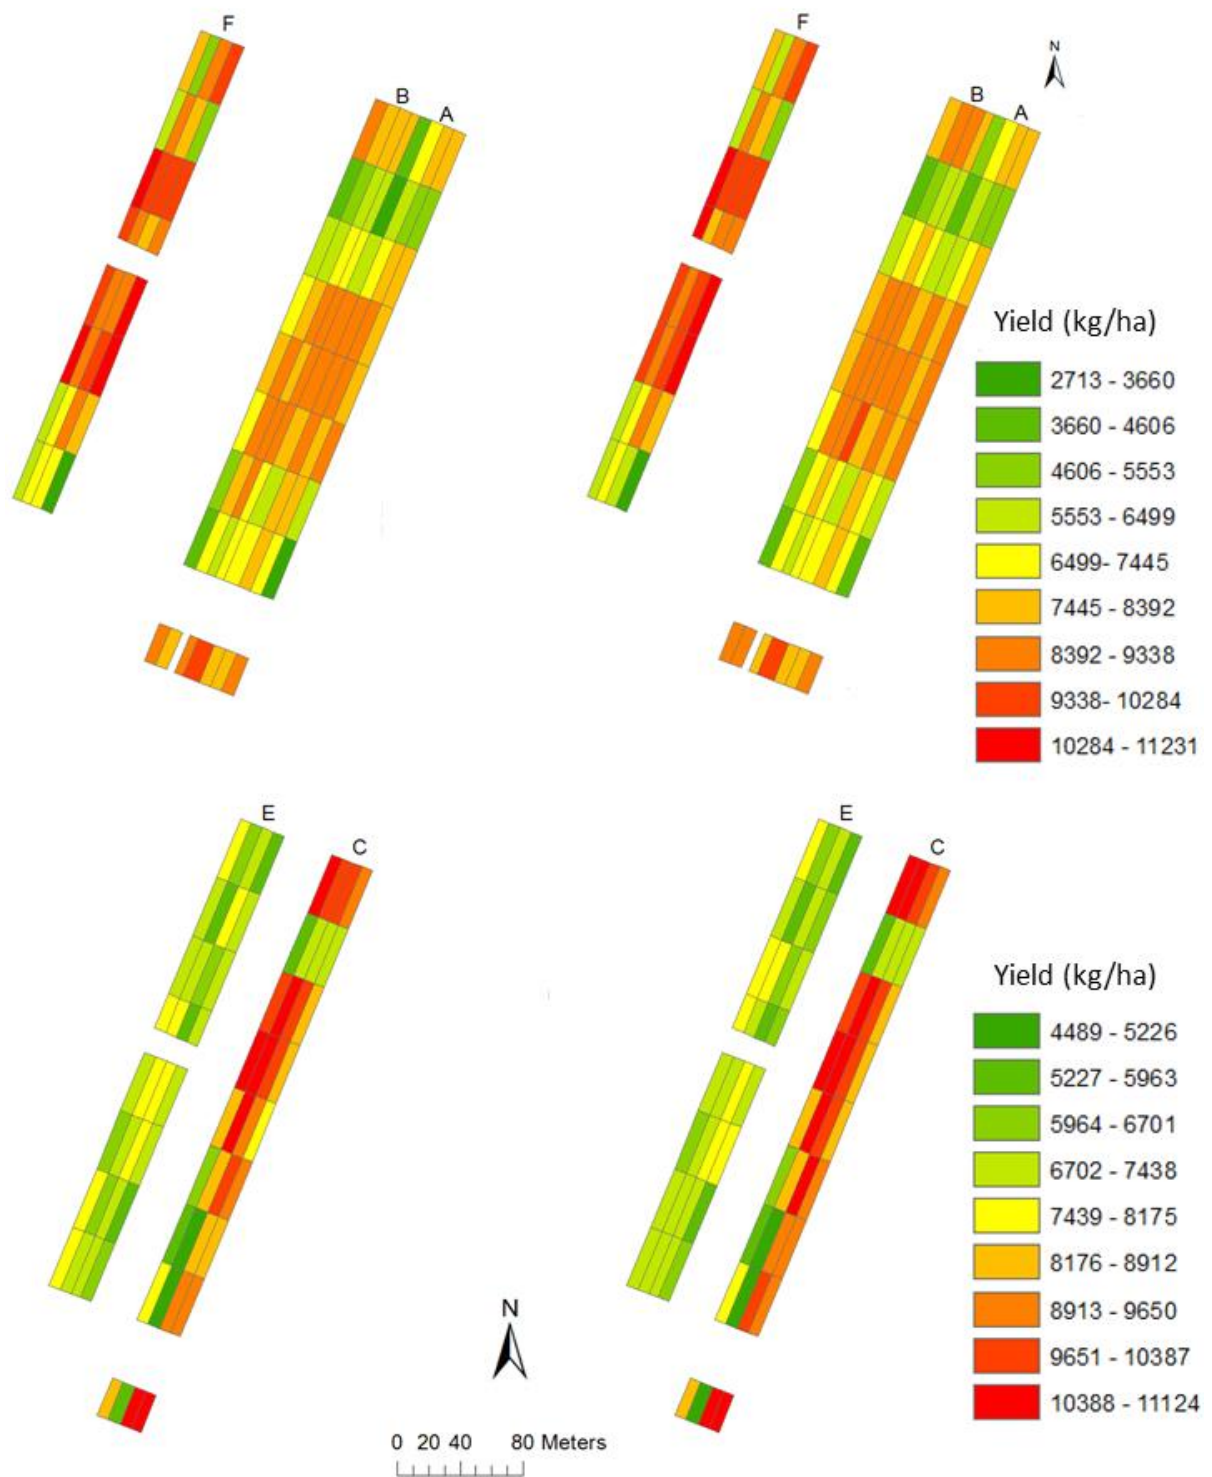 F
F
N
B
B
A
A
Yield (kg/ha)
2713 - 3660
3660 - 4606
4606 - 5553
5553 - 6499
6499- 7445
7445 - 8392
8392 - 9338
9338- 10284
10284 - 11231
E
E
C
C
Yield (kg/ha)
4489 - 5226
5227 - 5963
5964 - 6701
6702 - 7438
7439 - 8175
8176 - 8912
8913 - 9650
9651 - 10387
10388 - 11124
N
0 20 40 80 Meters